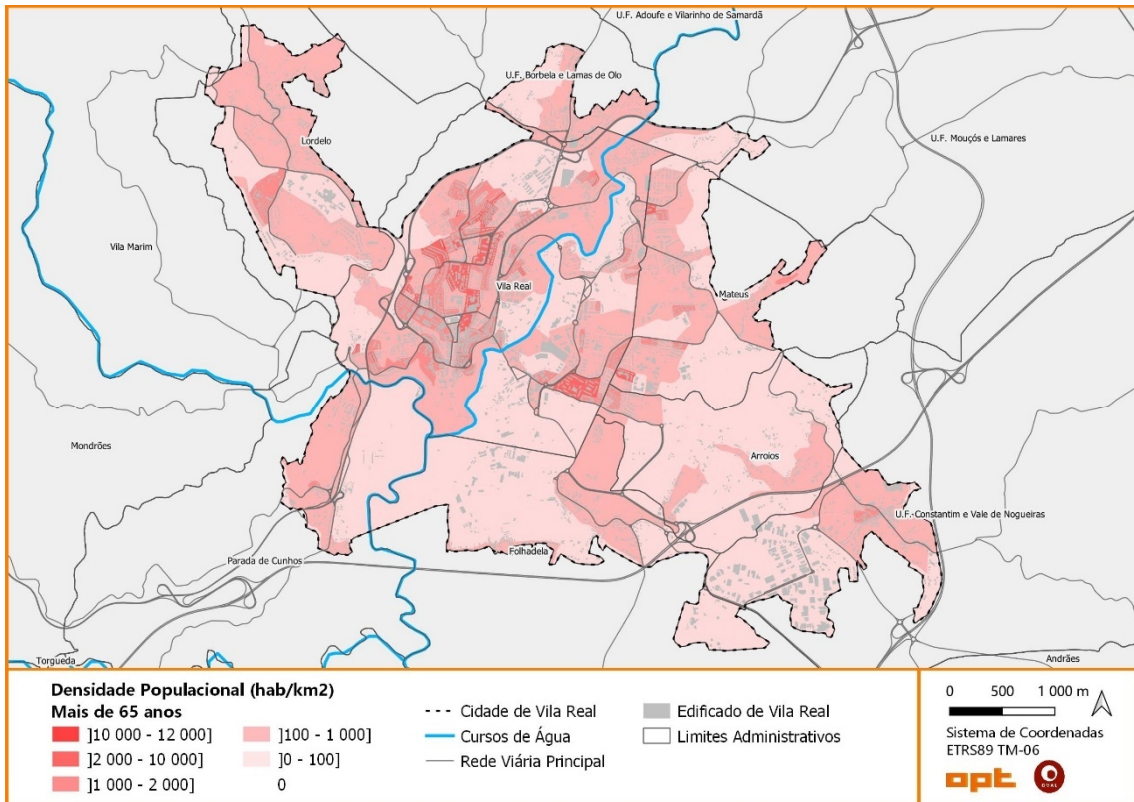 U.F. Adoufe e Vilarinho de Samardã
U.F. Borbela e Lamas de Olo
U.F. Mouçós e Lamares
Lordelo
Vila Marim
Vila Real
Mateus
Mondrões
Arroios
U.F. Constantim e Vale de Nogueiras
Folhadela
Parada de Cunhos
Torgueda
Andrães
Densidade Populacional (hab/km2)
Mais de 65 anos
]10 000 - 12 000]
]2 000 - 10 000]
]1 000 - 2 000]
]100 - 1 000]
]0 - 100]
0
Cidade de Vila Real
Cursos de Água
Rede Viária Principal
Edificado de Vila Real
Limites Administrativos
0 500 1 000 m
Sistema de Coordenadas
ETRS89 TM-06
opt
OVAL